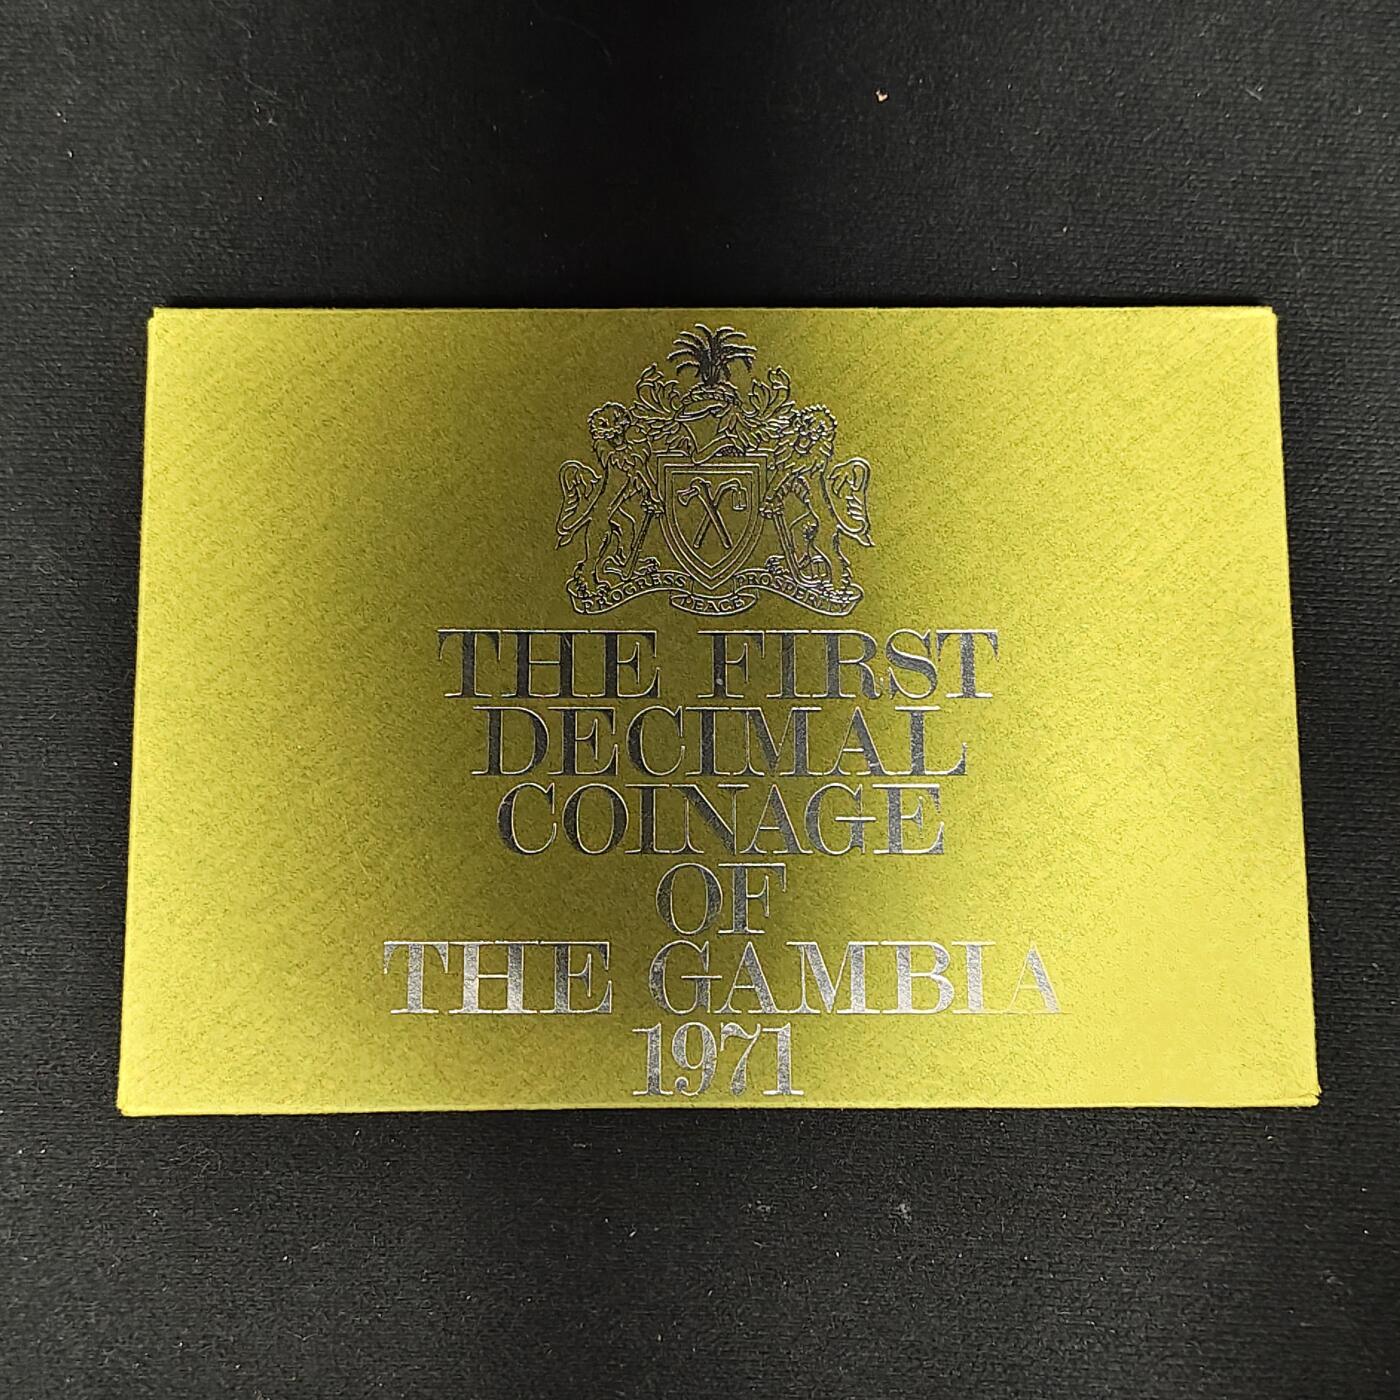 PROGRESS PEACE PROSPERITY
THE FIRST
DECIMAL
COINAGE
OF
THE GAMBIA
1971